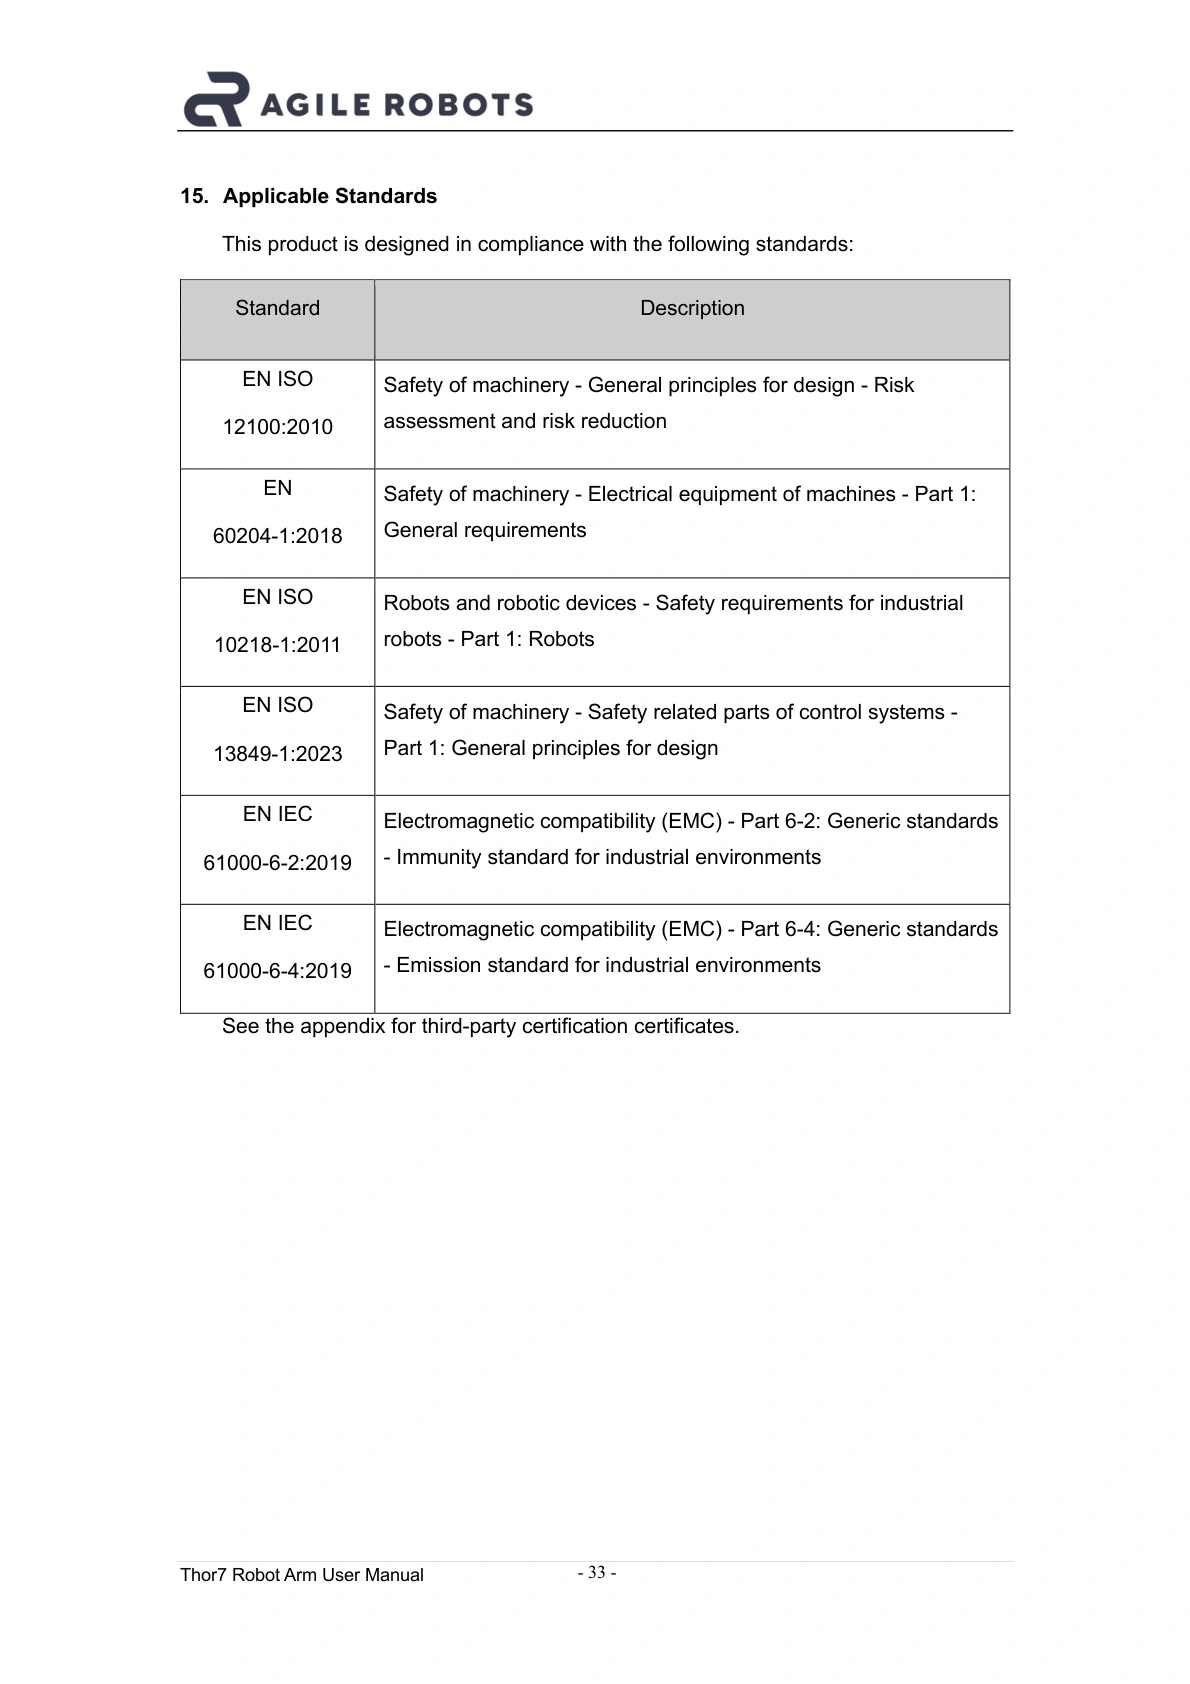 AGILE ROBOTS
15. Applicable Standards
This product is designed in compliance with the following standards:
Standard
Description
EN ISO
12100:2010
Safety of machinery - General principles for design - Risk
assessment and risk reduction
EN
60204-1:2018
Safety of machinery - Electrical equipment of machines - Part 1:
General requirements
EN ISO
10218-1:2011
Robots and robotic devices - Safety requirements for industrial
robots - Part 1: Robots
EN ISO
13849-1:2023
Safety of machinery - Safety related parts of control systems -
Part 1: General principles for design
EN IEC
61000-6-2:2019
Electromagnetic compatibility (EMC) - Part 6-2: Generic standards
- Immunity standard for industrial environments
EN IEC
61000-6-4:2019
Electromagnetic compatibility (EMC) - Part 6-4: Generic standards
- Emission standard for industrial environments
See the appendix for third-party certification certificates.
Thor7 Robot Arm User Manual
- 33 -